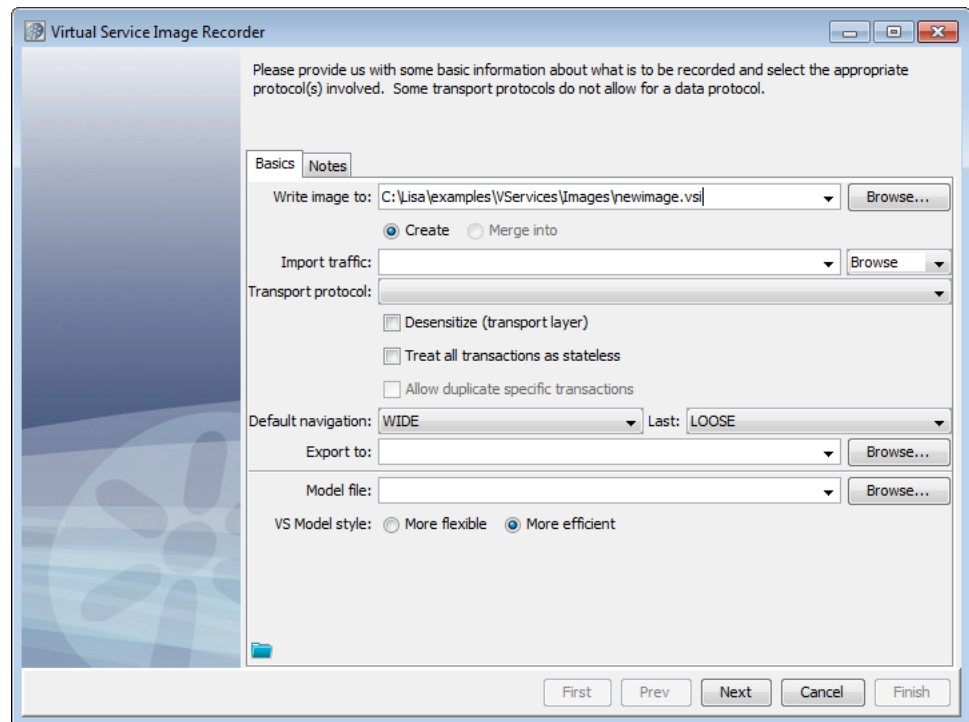 Virtual Service Image Recorder
Please provide us with some basic information about what is to be recorded and select the appropriate
protocol(s) involved. Some transport protocols do not allow for a data protocol.
Basics Notes
Write image to: C:\Lisa\examples\VServices\Images\newimage.vsi Browse...
Create Merge into
Import traffic: Browse
Transport protocol:
Desensitize (transport layer)
Treat all transactions as stateless
Allow duplicate specific transactions
Default navigation: WIDE Last: LOOSE
Export to: Browse...
Model file: Browse...
VS Model style: More flexible More efficient
First Prev Next Cancel Finish